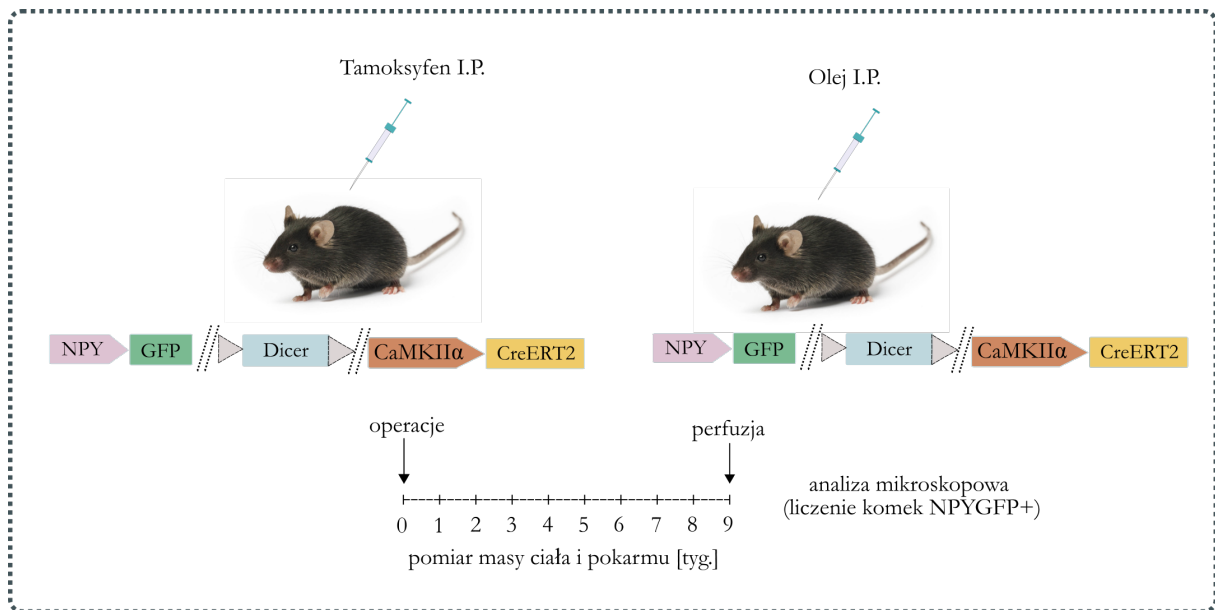 Tamoksyfen I.P.
Olej I.P.
NPY GFP Dicer CaMKIIα CreERT2
NPY GFP Dicer CaMKIIα CreERT2
operacje
perfuzja
0 1 2 3 4 5 6 7 8 9
pomiar masy ciała i pokarmu [tyg.]
analiza mikroskopowa
(liczenie komek NPYGFP+)